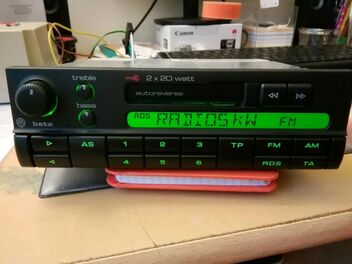 Canon
treble
2 x 20 watt
autoreverse
bass
beta
RDS RADIOSKW FM
AS 1 2 3 TP FM AM
4 5 6 RDS TA